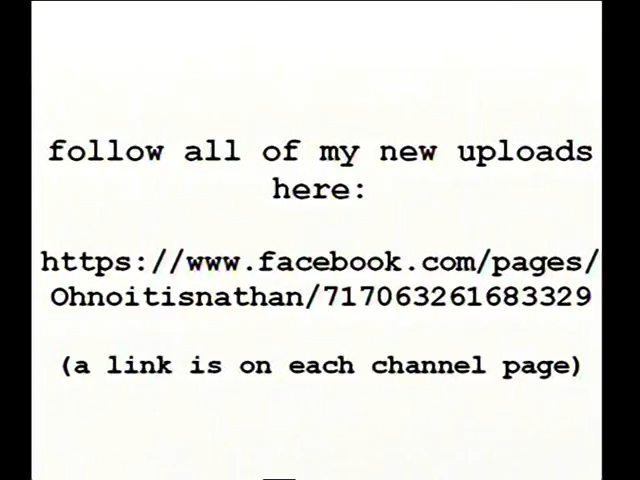 follow all of my new uploads
here:
https://www.facebook.com/pages/
Ohnoitisnathan/717063261683329
(a link is on each channel page)